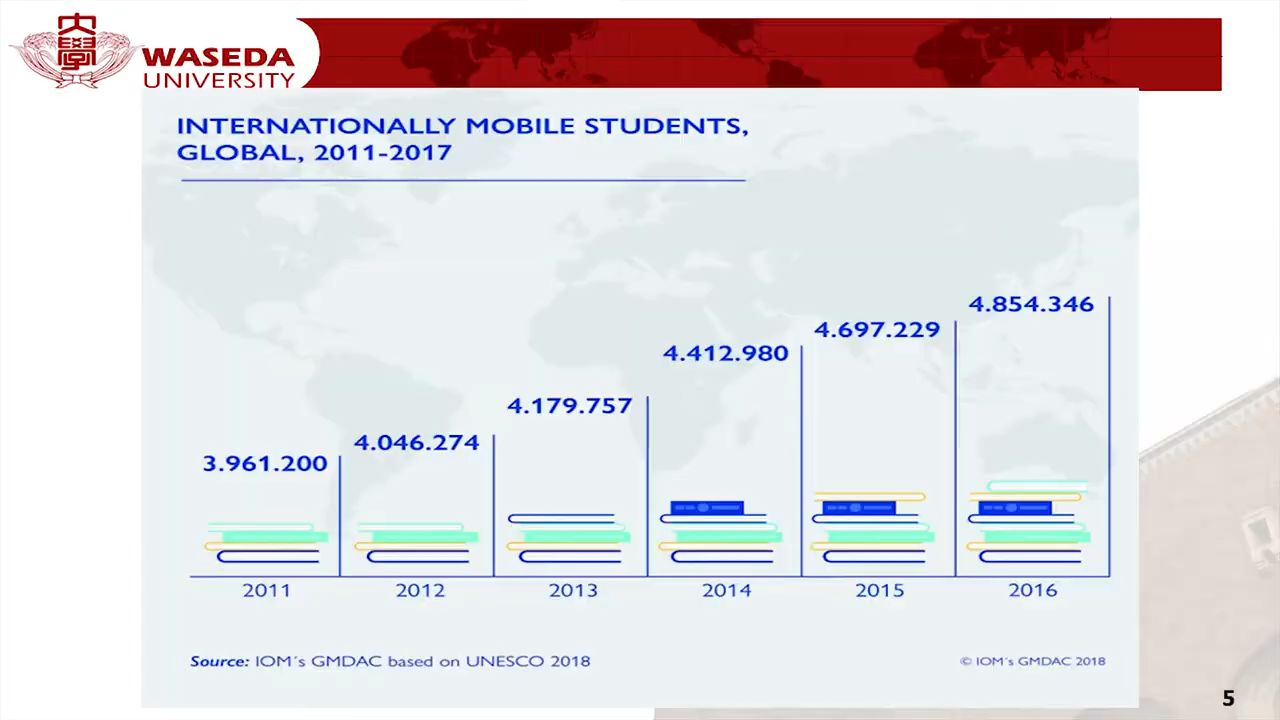 大學
WASEDA
UNIVERSITY
INTERNATIONALLY MOBILE STUDENTS,
GLOBAL, 2011-2017
4.854.346
4.697.229
4.412.980
4.179.757
4.046.274
3.961.200
2011 2012 2013 2014 2015 2016
Source: IOM´s GMDAC based on UNESCO 2018
© IOM´s GMDAC 2018
5